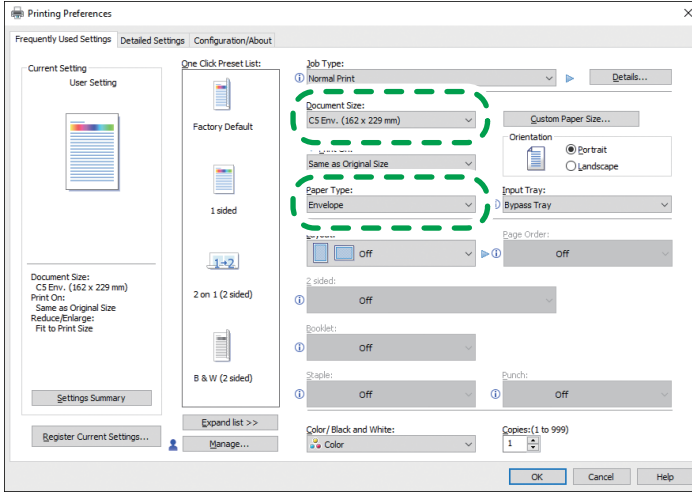 Printing Preferences
Frequently Used Settings Detailed Settings Configuration/About
Current Setting
User Setting
Document Size:
C5 Env. (162 x 229 mm)
Print On:
Same as Original Size
Reduce/Enlarge:
Fit to Print Size
Settings Summary
Register Current Settings...
One Click Preset List:
Factory Default
1 sided
1→2
2 on 1 (2 sided)
B & W (2 sided)
Expand list >>
Manage...
Job Type:
Normal Print
Details...
Document Size:
C5 Env. (162 x 229 mm)
Custom Paper Size...
Orientation
Portrait
Landscape
Print On:
Same as Original Size
Paper Type:
Envelope
Input Tray:
Bypass Tray
Layout:
Off
Page Order:
Off
2 sided:
Off
Booklet:
Off
Staple:
Off
Punch:
Off
Color/Black and White:
Color
Copies:(1 to 999)
1
OK Cancel Help